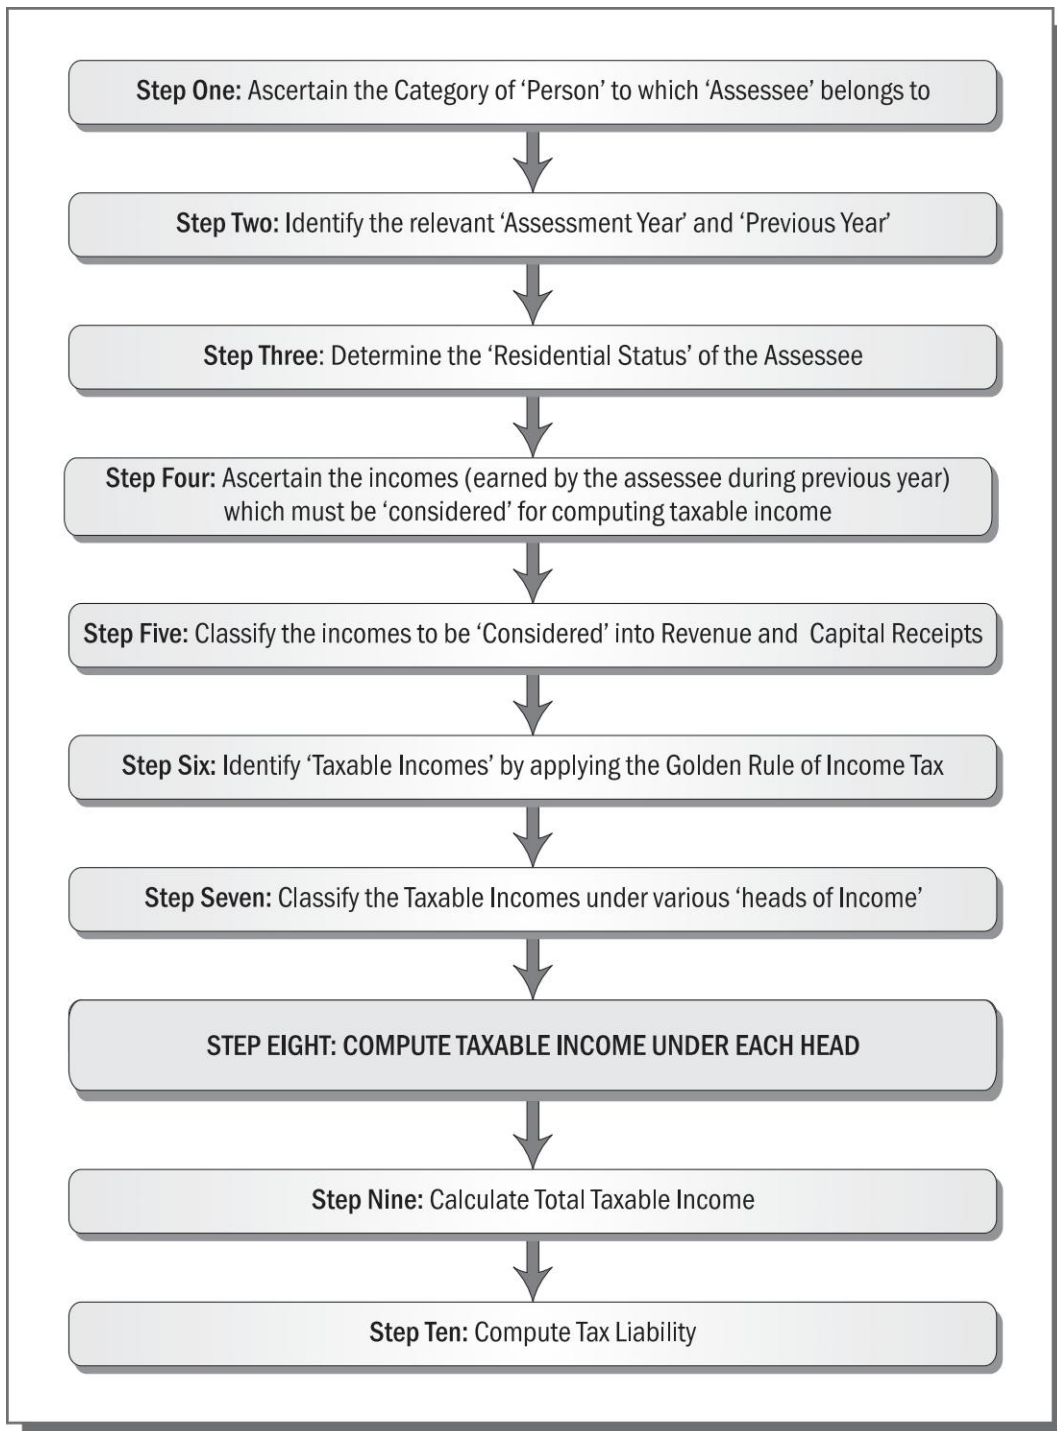 Step One: Ascertain the Category of ‘Person’ to which ‘Assessee’ belongs to
Step Two: Identify the relevant ‘Assessment Year’ and ‘Previous Year’
Step Three: Determine the ‘Residential Status’ of the Assessee
Step Four: Ascertain the incomes (earned by the assessee during previous year)
which must be ‘considered’ for computing taxable income
Step Five: Classify the incomes to be ‘Considered’ into Revenue and Capital Receipts
Step Six: Identify ‘Taxable Incomes’ by applying the Golden Rule of Income Tax
Step Seven: Classify the Taxable Incomes under various ‘heads of Income’
STEP EIGHT: COMPUTE TAXABLE INCOME UNDER EACH HEAD
Step Nine: Calculate Total Taxable Income
Step Ten: Compute Tax Liability